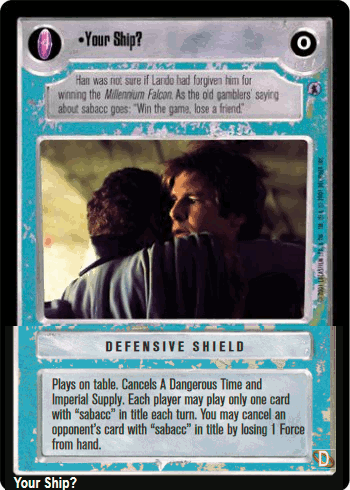 •Your Ship?
Han was not sure if Lando had forgiven him for
winning the Millennium Falcon. As the old gamblers' saying
about sabacc goes: "Win the game, lose a friend."
DEFENSIVE SHIELD
Plays on table. Cancels A Dangerous Time and
Imperial Supply. Each player may play only one card
with "sabacc" in title each turn. You may cancel an
opponent's card with "sabacc" in title by losing 1 Force
from hand.
D
Your Ship?